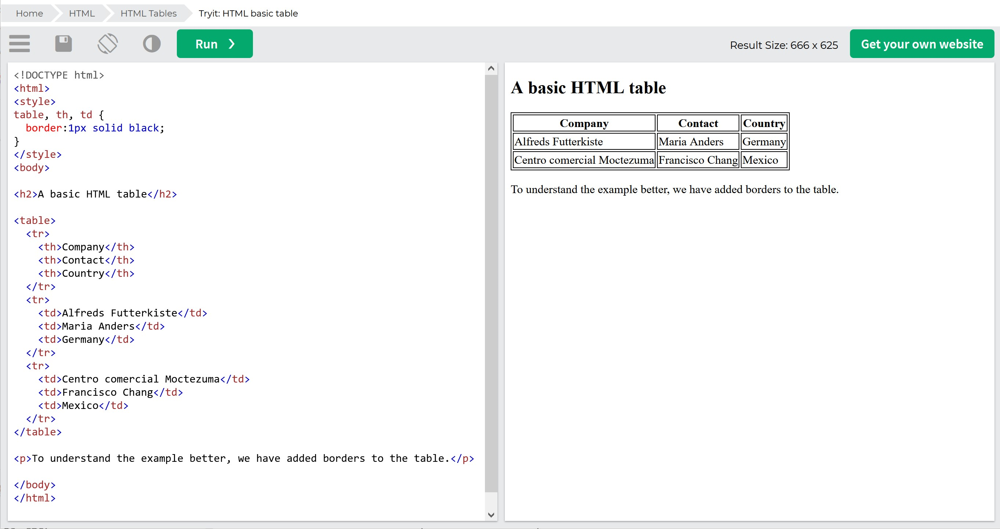 Home HTML HTML Tables Tryit: HTML basic table
Run ❯ Result Size: 666 x 625 Get your own website
<!DOCTYPE html>
<html>
<style>
table, th, td {
  border:1px solid black;
}
</style>
<body>

<h2>A basic HTML table</h2>

<table>
  <tr>
    <th>Company</th>
    <th>Contact</th>
    <th>Country</th>
  </tr>
  <tr>
    <td>Alfreds Futterkiste</td>
    <td>Maria Anders</td>
    <td>Germany</td>
  </tr>
  <tr>
    <td>Centro comercial Moctezuma</td>
    <td>Francisco Chang</td>
    <td>Mexico</td>
  </tr>
</table>

<p>To understand the example better, we have added borders to the table.</p>

</body>
</html>
A basic HTML table
Company Contact Country
Alfreds Futterkiste Maria Anders Germany
Centro comercial Moctezuma Francisco Chang Mexico
To understand the example better, we have added borders to the table.